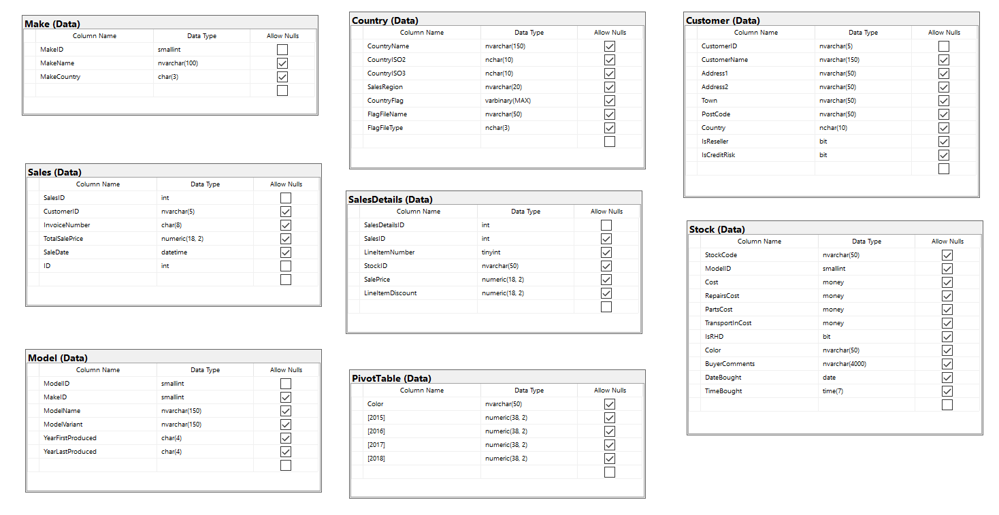 Make (Data)
Column Name Data Type Allow Nulls
MakeID smallint
MakeName nvarchar(100)
MakeCountry char(3)
Country (Data)
Column Name Data Type Allow Nulls
CountryName nvarchar(150)
CountryISO2 nchar(10)
CountryISO3 nchar(10)
SalesRegion nvarchar(20)
CountryFlag varbinary(MAX)
FlagFileName nvarchar(50)
FlagFileType nchar(3)
Customer (Data)
Column Name Data Type Allow Nulls
CustomerID nvarchar(5)
CustomerName nvarchar(150)
Address1 nvarchar(50)
Address2 nvarchar(50)
Town nvarchar(50)
PostCode nvarchar(50)
Country nchar(10)
IsReseller bit
IsCreditRisk bit
Sales (Data)
Column Name Data Type Allow Nulls
SalesID int
CustomerID nvarchar(5)
InvoiceNumber char(8)
TotalSalePrice numeric(18, 2)
SaleDate datetime
ID int
SalesDetails (Data)
Column Name Data Type Allow Nulls
SalesDetailsID int
SalesID int
LineItemNumber tinyint
StockID nvarchar(50)
SalePrice numeric(18, 2)
LineItemDiscount numeric(18, 2)
Stock (Data)
Column Name Data Type Allow Nulls
StockCode nvarchar(50)
ModelID smallint
Cost money
RepairsCost money
PartsCost money
TransportInCost money
IsRHD bit
Color nvarchar(50)
BuyerComments nvarchar(4000)
DateBought date
TimeBought time(7)
Model (Data)
Column Name Data Type Allow Nulls
ModelID smallint
MakeID smallint
ModelName nvarchar(150)
ModelVariant nvarchar(150)
YearFirstProduced char(4)
YearLastProduced char(4)
PivotTable (Data)
Column Name Data Type Allow Nulls
Color nvarchar(50)
[2015] numeric(38, 2)
[2016] numeric(38, 2)
[2017] numeric(38, 2)
[2018] numeric(38, 2)